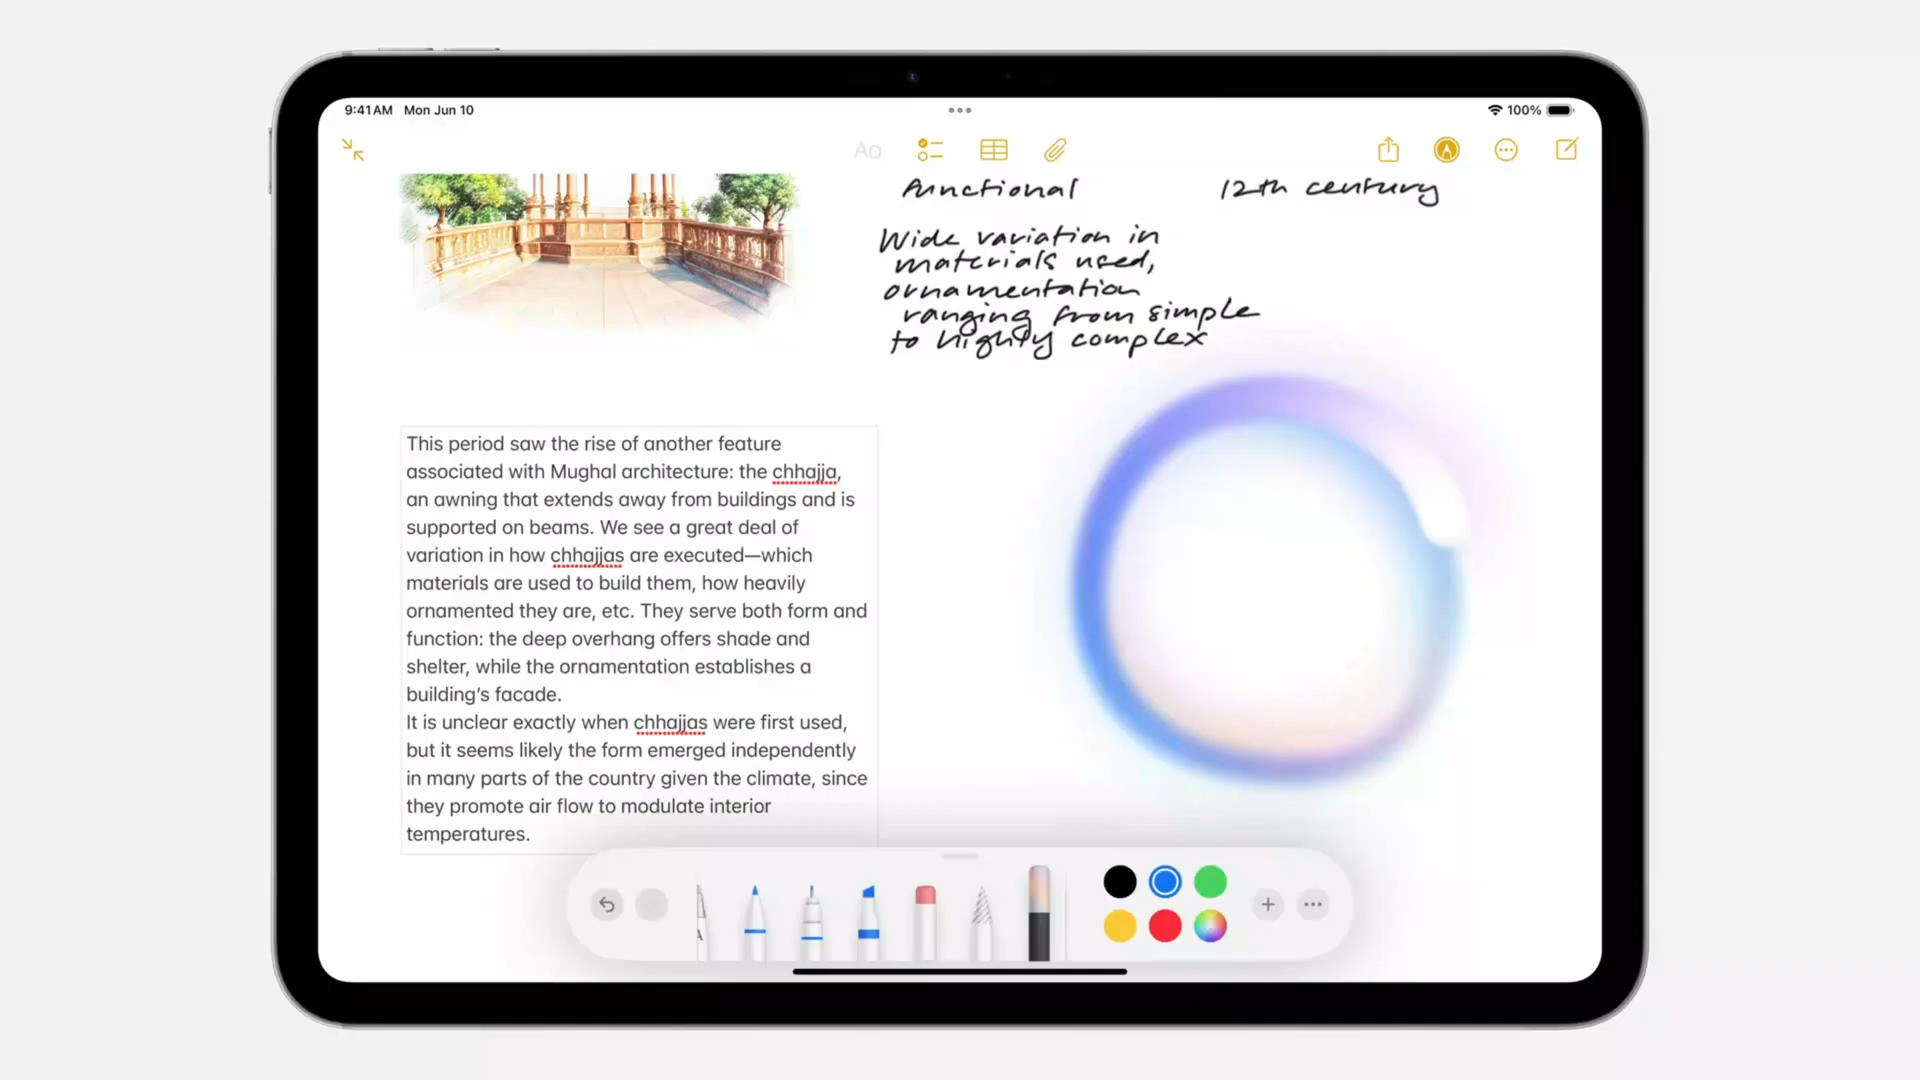 9:41 AM Mon Jun 10
100%
Aa
functional
12th century
Wide variation in
materials used,
ornamentation
ranging from simple
to highly complex
This period saw the rise of another feature
associated with Mughal architecture: the chhajja,
an awning that extends away from buildings and is
supported on beams. We see a great deal of
variation in how chhajjas are executed—which
materials are used to build them, how heavily
ornamented they are, etc. They serve both form and
function: the deep overhang offers shade and
shelter, while the ornamentation establishes a
building's facade.
It is unclear exactly when chhajjas were first used,
but it seems likely the form emerged independently
in many parts of the country given the climate, since
they promote air flow to modulate interior
temperatures.
A